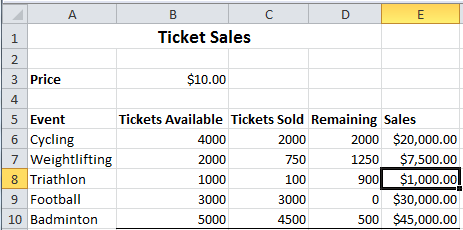 A B C D E
1 Ticket Sales
2
3 Price $10.00
4
5 Event Tickets Available Tickets Sold Remaining Sales
6 Cycling 4000 2000 2000 $20,000.00
7 Weightlifting 2000 750 1250 $7,500.00
8 Triathlon 1000 100 900 $1,000.00
9 Football 3000 3000 0 $30,000.00
10 Badminton 5000 4500 500 $45,000.00